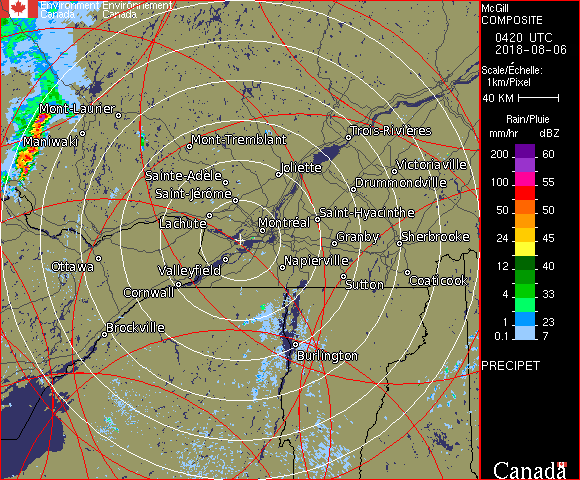 Environment Environnement
Canada Canada
McGill
COMPOSITE
0420 UTC
2018-08-06
Scale/Échelle:
1km/Pixel
40 KM
Rain/Pluie
mm/hr dBZ
200 60
100 55
50 50
24 45
12 40
4 33
1 23
0.1 7
PRECIPET
Canada
Mont-Laurier
Maniwaki
Mont-Tremblant
Trois-Rivières
Sainte-Adèle
Joliette
Victoriaville
Saint-Jérôme
Drummondville
Lachute
Montréal
Saint-Hyacinthe
Granby
Sherbrooke
Ottawa
Valleyfield
Napierville
Cornwall
Sutton
Coaticook
Brockville
Burlington